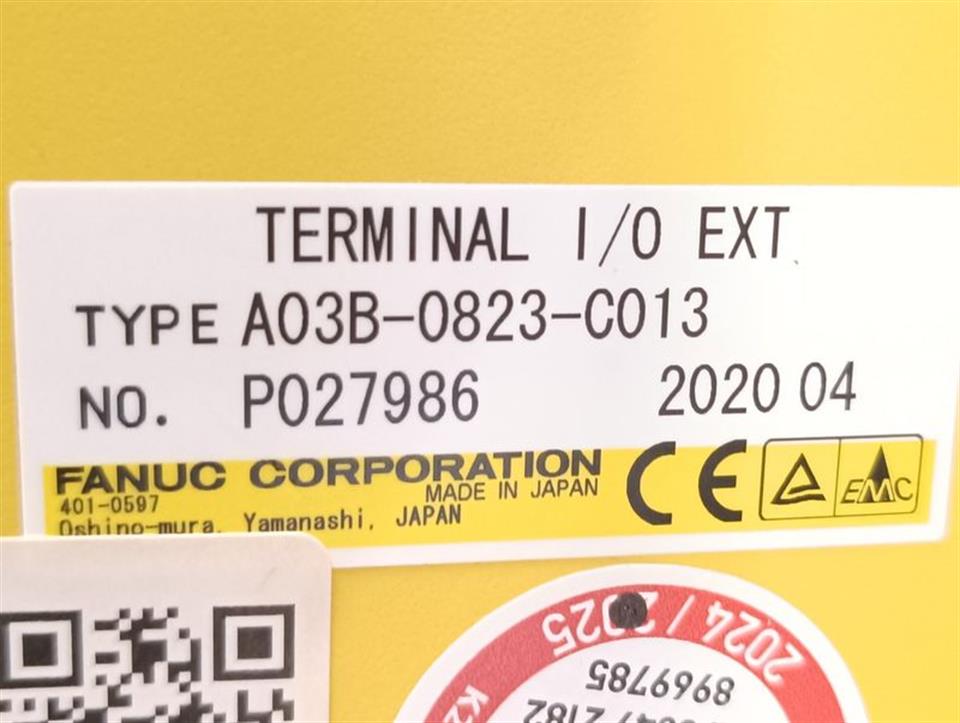 TERMINAL I/O EXT
TYPE A03B-0823-C013
NO. P027986 2020 04
FANUC CORPORATION
MADE IN JAPAN
401-0597
Oshino-mura, Yamanashi, JAPAN
CE
EMC
2024/2025
8969785
2182